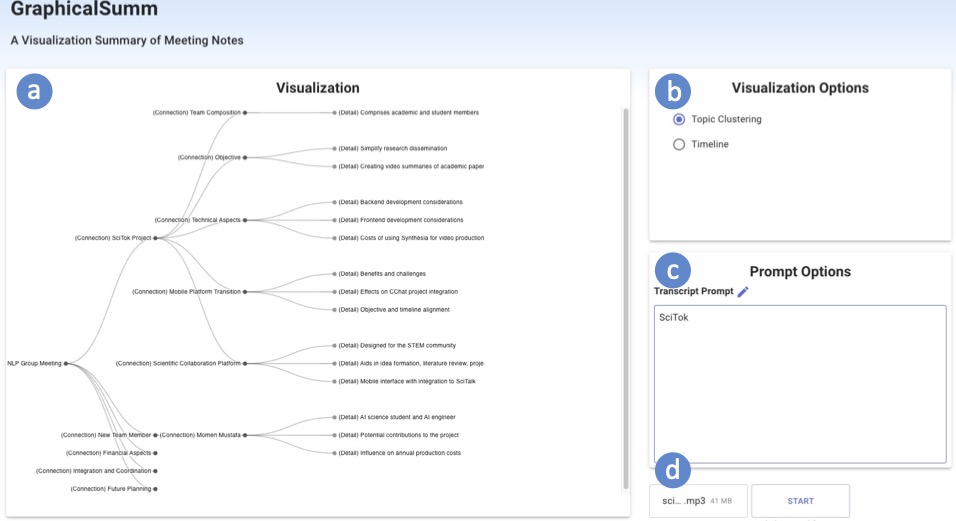 GraphicalSumm
A Visualization Summary of Meeting Notes
a
Visualization
(Connection) Team Composition
(Detail) Comprises academic and student members
(Detail) Simplify research dissemination
(Connection) Objective
(Detail) Creating video summaries of academic paper
(Detail) Backend development considerations
(Connection) Technical Aspects
(Detail) Frontend development considerations
(Connection) SciTok Project
(Detail) Costs of using Synthesia for video production
(Detail) Benefits and challenges
(Connection) Mobile Platform Transition
(Detail) Effects on CChat project integration
(Detail) Objective and timeline alignment
(Detail) Designed for the STEM community
NLP Group Meeting
(Connection) Scientific Collaboration Platform
(Detail) Aids in idea formation, literature review, proje
(Detail) Mobile interface with integration to SciTalk
(Detail) AI science student and AI engineer
(Connection) New Team Member
(Connection) Momen Mustafa
(Detail) Potential contributions to the project
(Connection) Financial Aspects
(Detail) Influence on annual production costs
(Connection) Integration and Coordination
(Connection) Future Planning
b
Visualization Options
Topic Clustering
Timeline
c
Prompt Options
Transcript Prompt
SciTok
d
sci... .mp3 41 MB
START